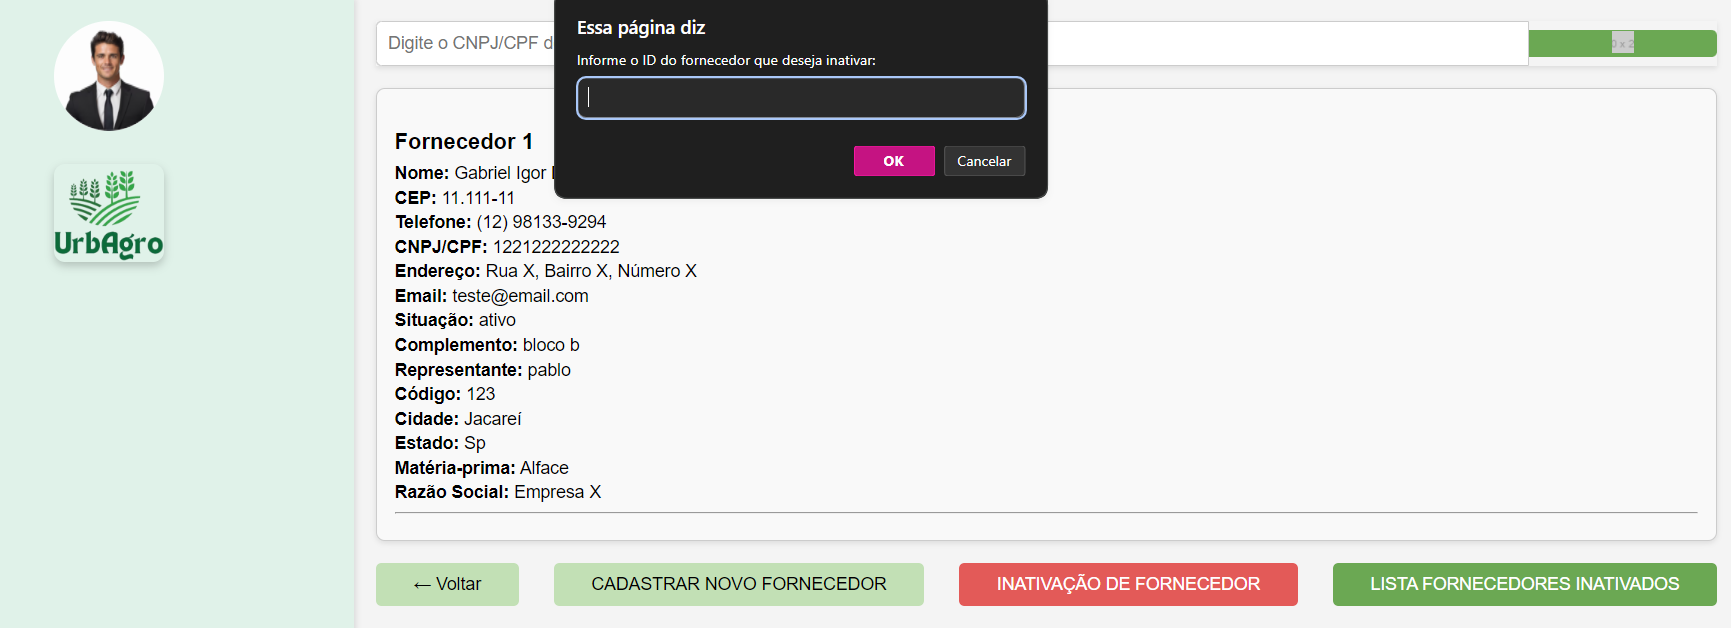 Essa página diz
Informe o ID do fornecedor que deseja inativar:
OK
Cancelar
Digite o CNPJ/CPF d
0 x 2
UrbAgro
Fornecedor 1
Nome: Gabriel Igor
CEP: 11.111-11
Telefone: (12) 98133-9294
CNPJ/CPF: 1221222222222
Endereço: Rua X, Bairro X, Número X
Email: teste@email.com
Situação: ativo
Complemento: bloco b
Representante: pablo
Código: 123
Cidade: Jacareí
Estado: Sp
Matéria-prima: Alface
Razão Social: Empresa X
← Voltar
CADASTRAR NOVO FORNECEDOR
INATIVAÇÃO DE FORNECEDOR
LISTA FORNECEDORES INATIVADOS